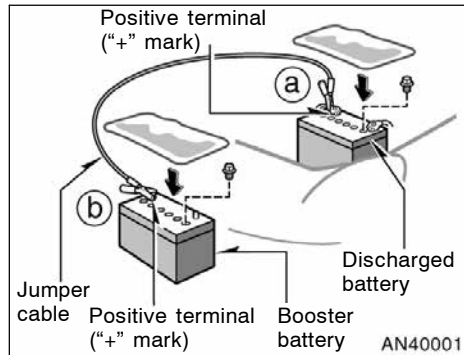 Positive terminal
(“+” mark)
a
b
Discharged
battery
Jumper
cable
Positive terminal
(“+” mark)
Booster
battery
AN40001